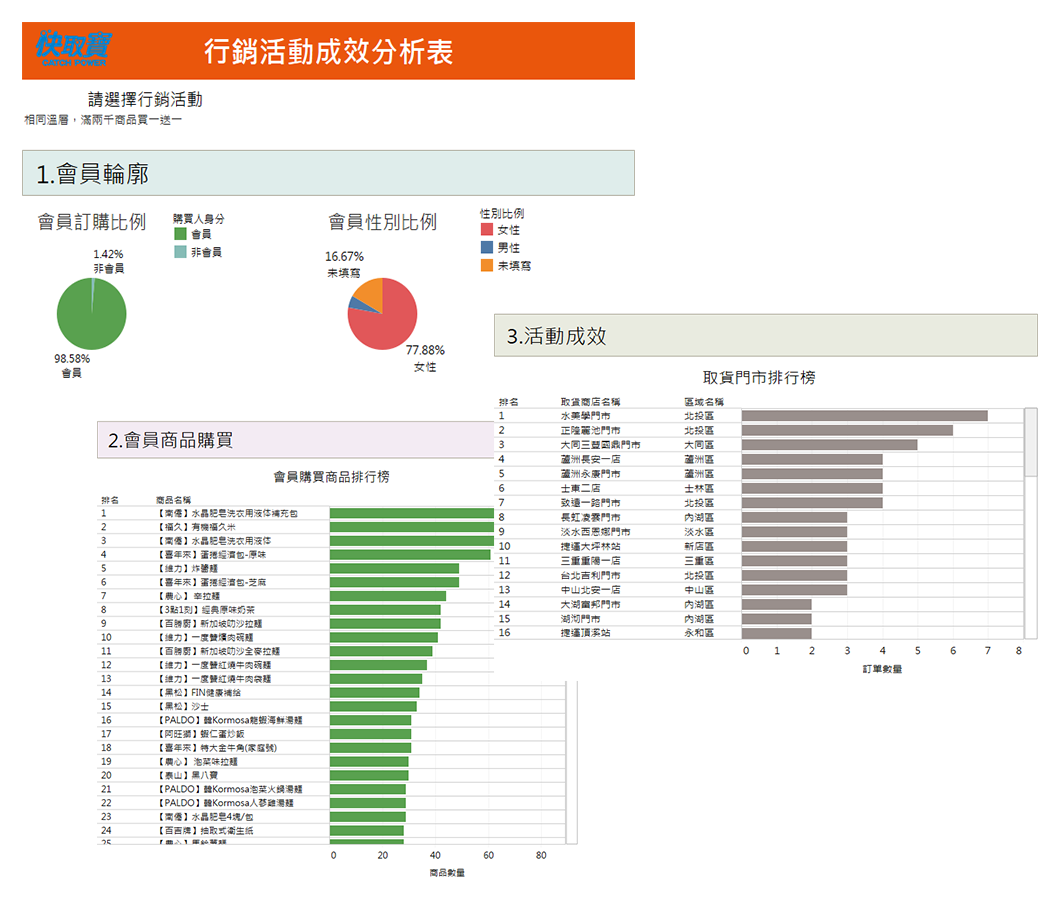 快取寶
CATCH POWER
行銷活動成效分析表
請選擇行銷活動
相同溫層，滿兩千商品買一送一
1.會員輪廓
會員訂購比例
購買人身分
會員
非會員
1.42%
非會員
98.58%
會員
會員性別比例
性別比例
女性
男性
未填寫
16.67%
未填寫
77.88%
女性
2.會員商品購買
會員購買商品排行榜
排名 商品名稱
1 【南僑】水晶肥皂洗衣用液体補充包
2 【福久】有機福久米
3 【南僑】水晶肥皂洗衣用液体
4 【喜年來】蛋捲經濟包-原味
5 【維力】炸醬麵
6 【喜年來】蛋捲經濟包-芝麻
7 【農心】辛拉麵
8 【3點1刻】經典原味奶茶
9 【百勝廚】新加坡叻沙拉麵
10 【維力】一度贊爌肉碗麵
11 【百勝廚】新加坡叻沙全麥拉麵
12 【維力】一度贊紅燒牛肉碗麵
13 【維力】一度贊紅燒牛肉袋麵
14 【黑松】FIN健康補給
15 【黑松】沙士
16 【PALDO】韓Kormosa龍蝦海鮮湯麵
17 【阿旺獅】蝦仁蛋炒飯
18 【喜年來】特大金牛角(家庭號)
19 【農心】泡菜味拉麵
20 【泰山】黑八寶
21 【PALDO】韓Kormosa泡菜火鍋湯麵
22 【PALDO】韓Kormosa人蔘雞湯麵
23 【南僑】水晶肥皂4塊/包
24 【百吉牌】抽取式衛生紙
25 【農心】馬鈴薯麵
0 20 40 60 80
商品數量
3.活動成效
取貨門市排行榜
排名 取貨商店名稱 區域名稱
1 水美學門市 北投區
2 正隆麗池門市 北投區
3 大同三豐國鼎門市 大同區
4 蘆洲長安一店 蘆洲區
5 蘆洲永康門市 蘆洲區
6 士東二店 士林區
7 致遠一路門市 北投區
8 長虹凌雲門市 內湖區
9 淡水西恩娜門市 淡水區
10 捷運大坪林站 新店區
11 三重重陽一店 三重區
12 台北吉利門市 北投區
13 中山北安一店 中山區
14 大湖富邦門市 內湖區
15 湖沏門市 內湖區
16 捷運頂溪站 永和區
0 1 2 3 4 5 6 7 8
訂單數量